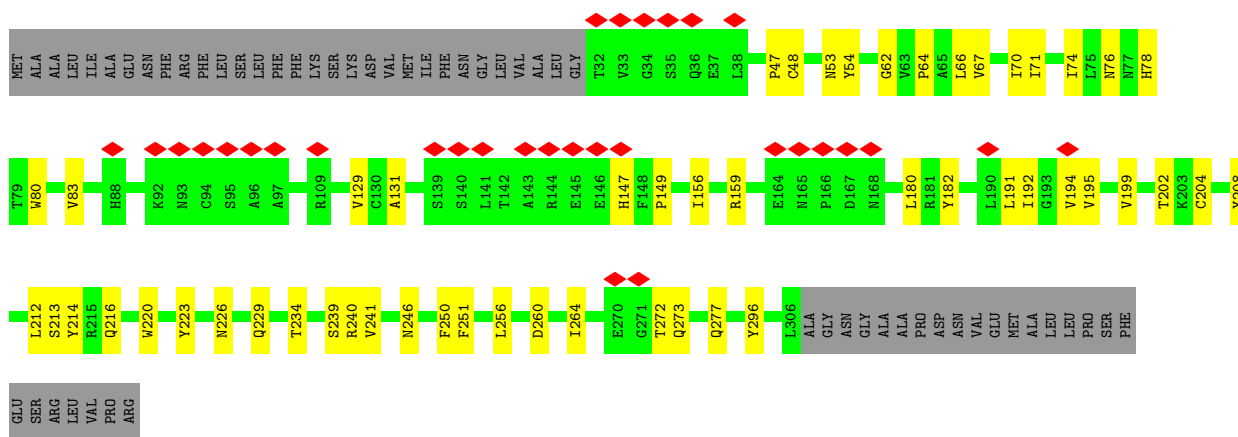 MET ALA ALA LEU ILE ALA GLU ASN PHE ARG PHE LEU SER LEU PHE PHE LYS SER LYS ASP VAL MET ILE PHE ASN GLY LEU VAL ALA LEU GLY T32 V33 G34 S35 Q36 E37 L38 P47 C48 N53 Y54 G62 V63 P64 A65 L66 V67 I70 I71 I74 L75 N76 N77 H78
T79 W80 V83 H88 K92 N93 C94 S95 A96 A97 R109 V129 C130 A131 S139 S140 L141 T142 A143 R144 E145 E146 H147 F148 P149 I156 R159 E164 N165 P166 D167 N168 L180 R181 Y182 L190 L191 I192 G193 V194 V195 V199 T202 K203 C204 Y208
L212 S213 Y214 R215 Q216 W220 Y223 N226 Q229 T234 S239 R240 V241 N246 F250 F251 L256 D260 I264 E270 G271 T272 Q273 Q277 Y296 L306 ALA GLY ASN GLY ALA ALA PRO ASP ASN VAL GLU MET ALA LEU LEU PRO SER PHE
GLU SER ARG LEU VAL PRO ARG